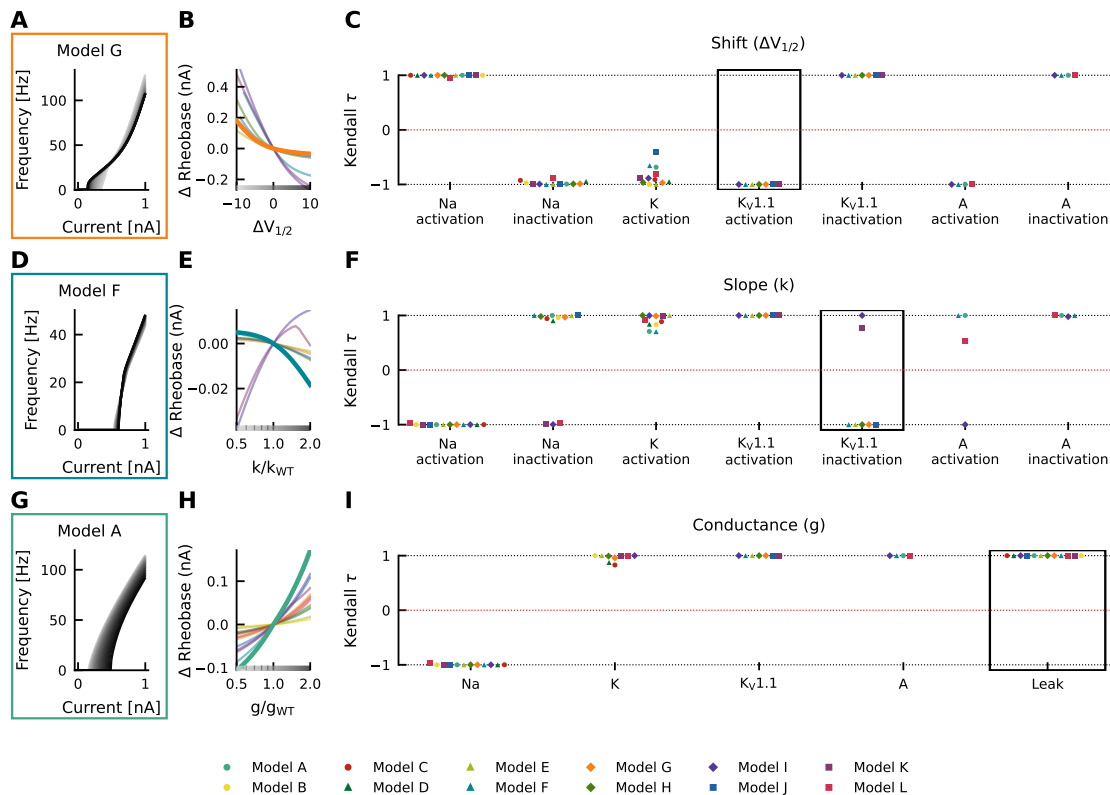 A
Model G
Frequency [Hz]
100
50
0
0
1
Current [nA]
B
Δ Rheobase (nA)
0.4
0.2
0.0
−0.2
−10
0
10
ΔV1/2
C
Shift (ΔV1/2)
Kendall τ
1
0
−1
Na activation
Na inactivation
K activation
KV1.1 activation
KV1.1 inactivation
A activation
A inactivation
D
Model F
Frequency [Hz]
40
20
0
0
1
Current [nA]
E
Δ Rheobase (nA)
0.00
−0.02
0.5
1.0
2.0
k/kWT
F
Slope (k)
Kendall τ
1
0
−1
Na activation
Na inactivation
K activation
KV1.1 activation
KV1.1 inactivation
A activation
A inactivation
G
Model A
Frequency [Hz]
100
50
0
0
1
Current [nA]
H
Δ Rheobase (nA)
0.1
0.0
−0.1
0.5
1.0
2.0
g/gWT
I
Conductance (g)
Kendall τ
1
0
−1
Na
K
KV1.1
A
Leak
Model A
Model C
Model E
Model G
Model I
Model K
Model B
Model D
Model F
Model H
Model J
Model L